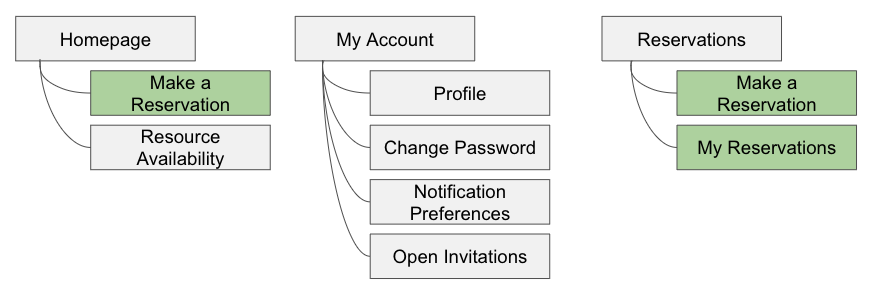 Homepage
Make a
Reservation
Resource
Availability
My Account
Profile
Change Password
Notification
Preferences
Open Invitations
Reservations
Make a
Reservation
My Reservations